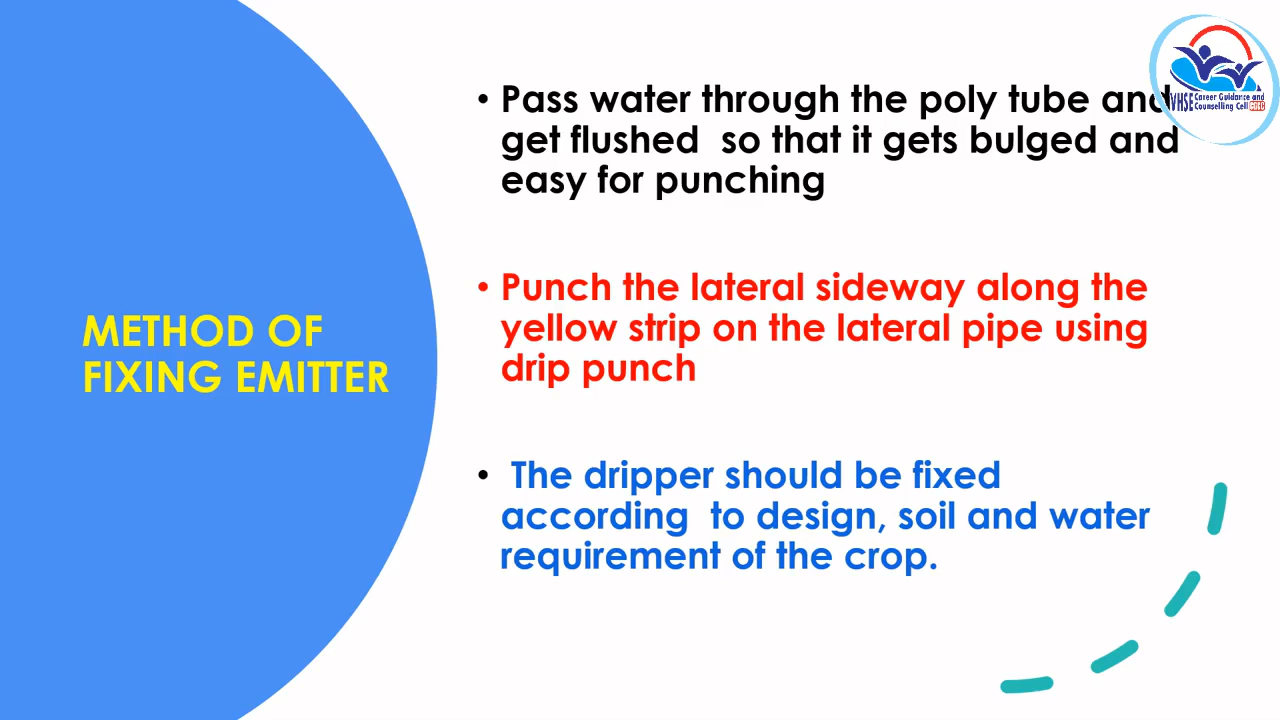 METHOD OF
FIXING EMITTER
• Pass water through the poly tube and
get flushed  so that it gets bulged and
easy for punching
• Punch the lateral sideway along the
yellow strip on the lateral pipe using
drip punch
•  The dripper should be fixed
according  to design, soil and water
requirement of the crop.
VHSE Career Guidance and
Counselling Cell CGCC